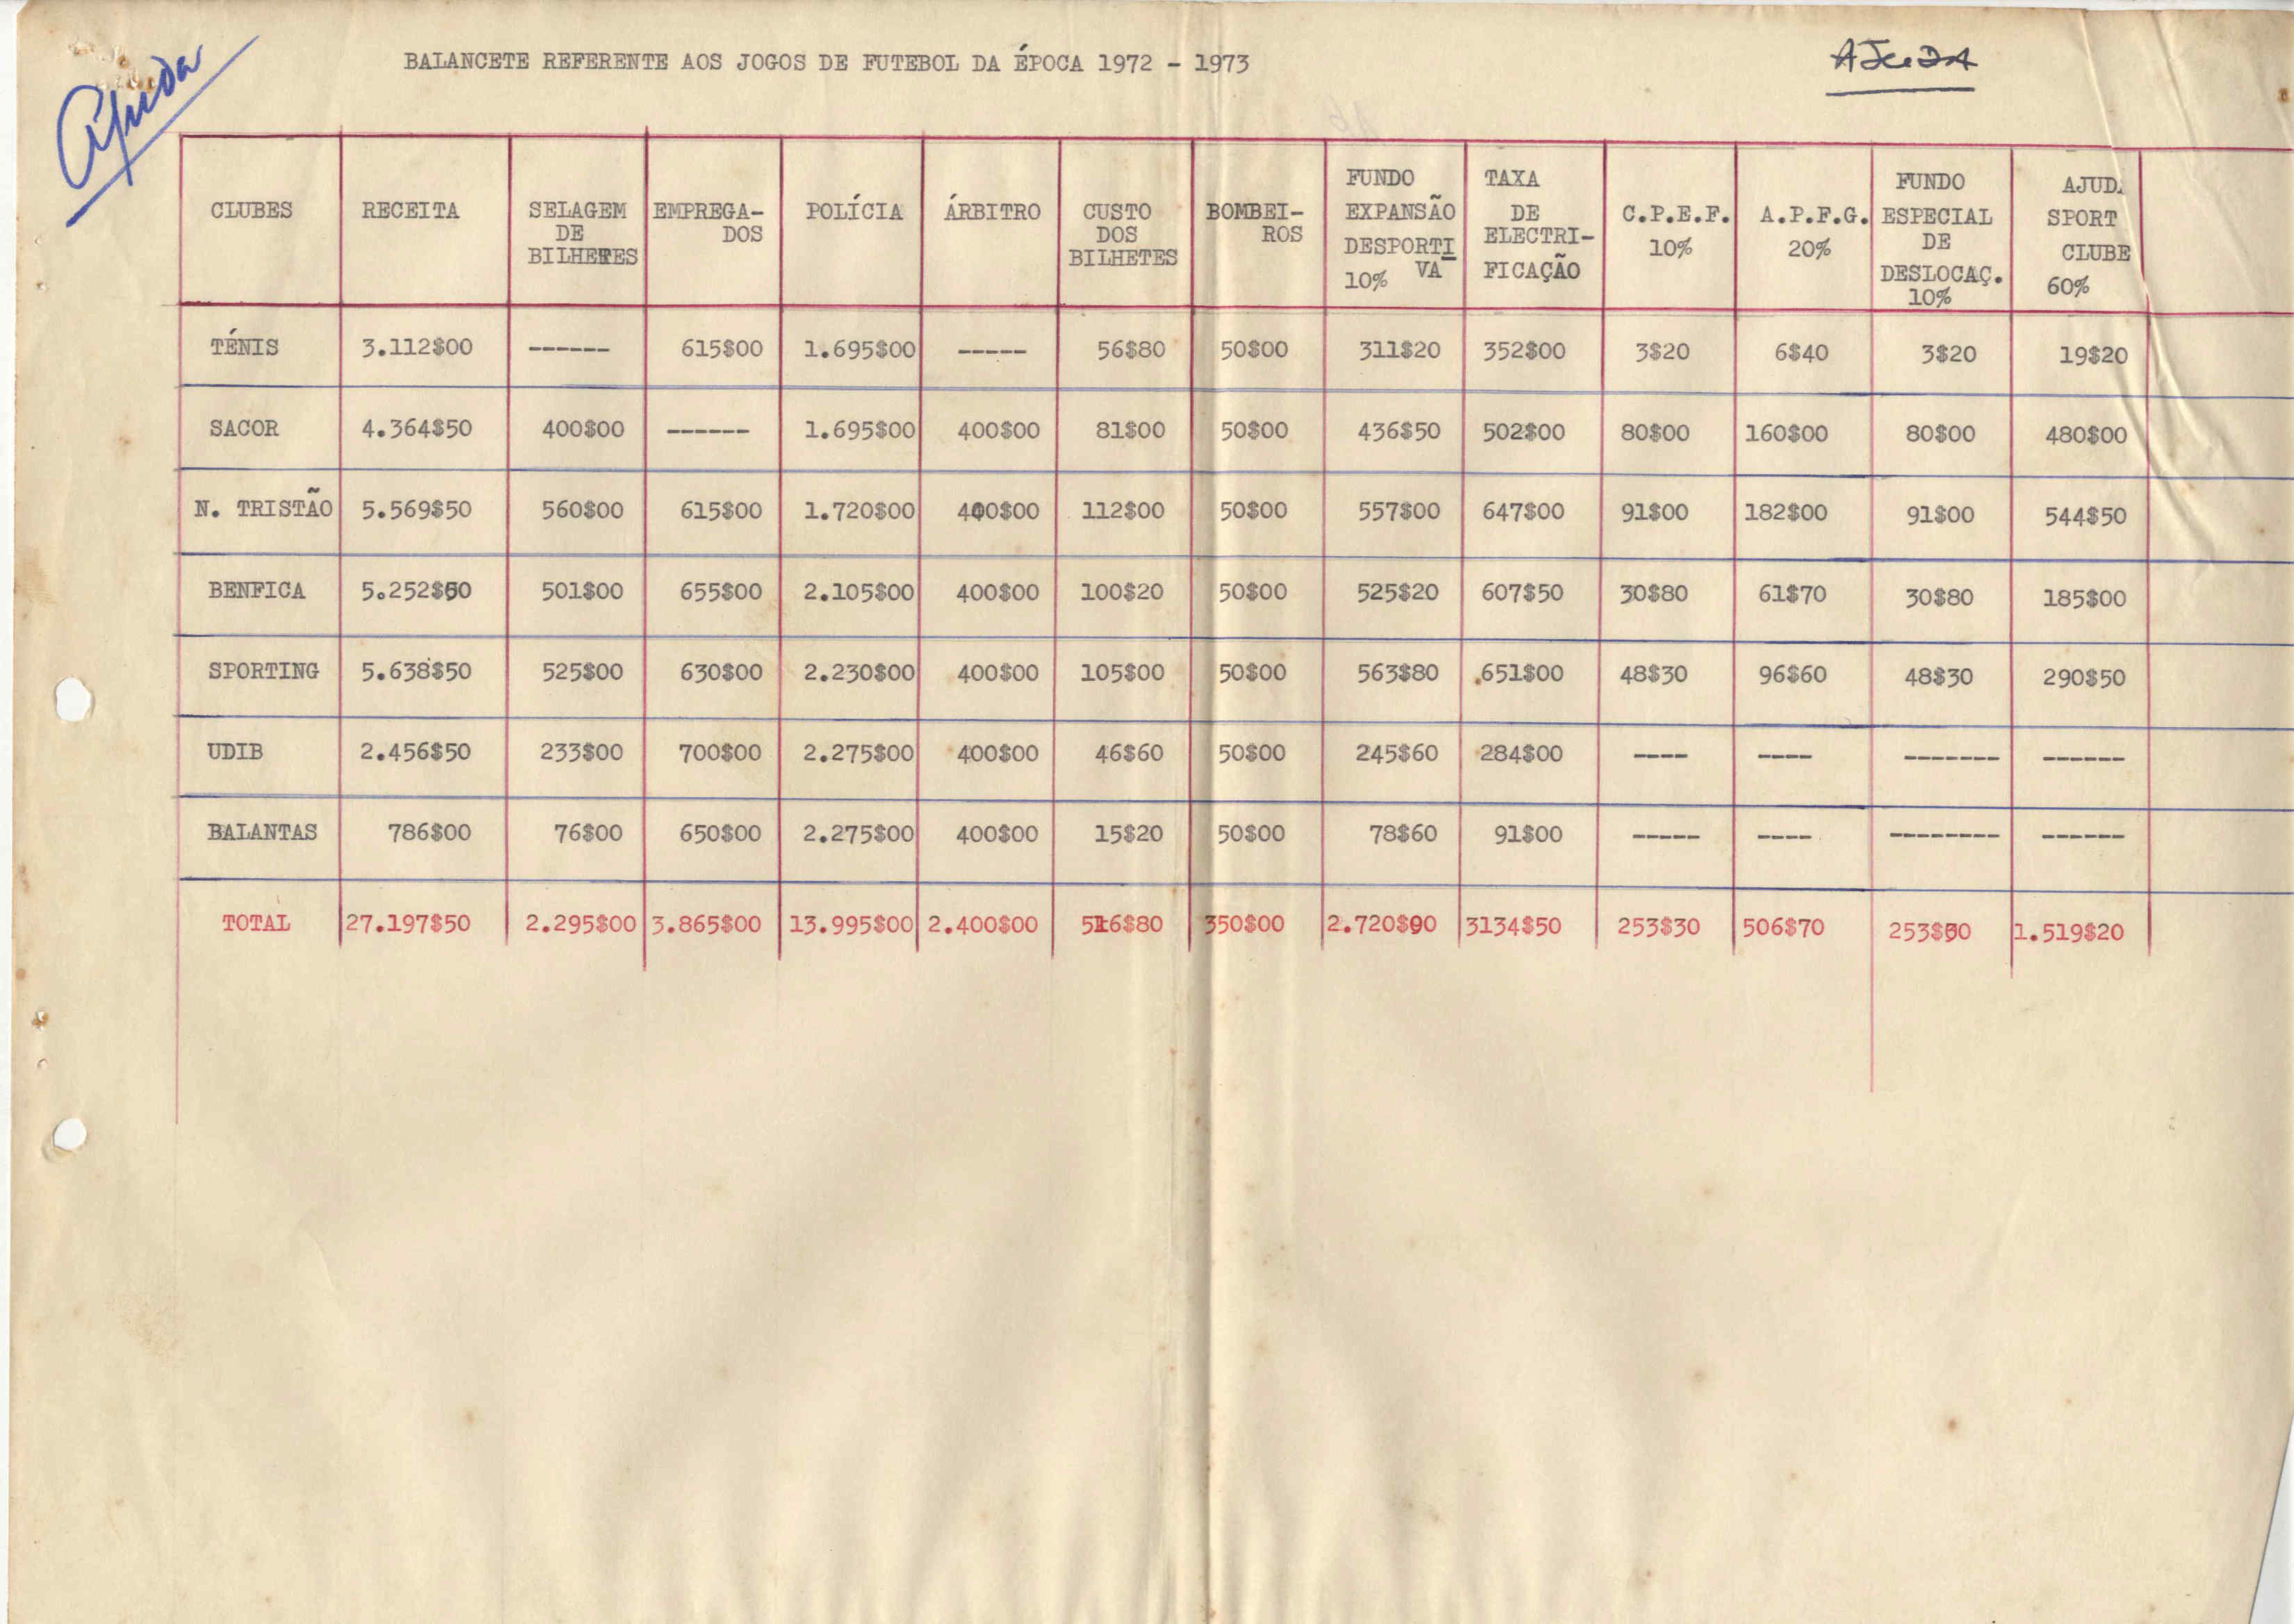 Ajuda
BALANCETE REFERENTE AOS JOGOS DE FUTEBOL DA ÉPOCA 1972 - 1973
AJUDA
CLUBES RECEITA SELAGEM DE BILHETES EMPREGA-DOS POLÍCIA ÁRBITRO CUSTO DOS BILHETES BOMBEI-ROS FUNDO EXPANSÃO DESPORTIVA 10% TAXA DE ELECTRI-FICAÇÃO C.P.E.F. 10% A.P.F.G. 20% FUNDO ESPECIAL DE DESLOCAÇ. 10% AJUDA SPORT CLUBE 60%
TÉNIS 3.112$00 ------ 615$00 1.695$00 ----- 56$80 50$00 311$20 352$00 3$20 6$40 3$20 19$20
SACOR 4.364$50 400$00 ------ 1.695$00 400$00 81$00 50$00 436$50 502$00 80$00 160$00 80$00 480$00
N. TRISTÃO 5.569$50 560$00 615$00 1.720$00 400$00 112$00 50$00 557$00 647$00 91$00 182$00 91$00 544$50
BENFICA 5.252$50 501$00 655$00 2.105$00 400$00 100$20 50$00 525$20 607$50 30$80 61$70 30$80 185$00
SPORTING 5.638$50 525$00 630$00 2.230$00 400$00 105$00 50$00 563$80 651$00 48$30 96$60 48$30 290$50
UDIB 2.456$50 233$00 700$00 2.275$00 400$00 46$60 50$00 245$60 284$00 ---- ---- ------- ------
BALANTAS 786$00 76$00 650$00 2.275$00 400$00 15$20 50$00 78$60 91$00 ----- ---- -------- ------
TOTAL 27.197$50 2.295$00 3.865$00 13.995$00 2.400$00 516$80 350$00 2.720$90 3134$50 253$30 506$70 253$30 1.519$20